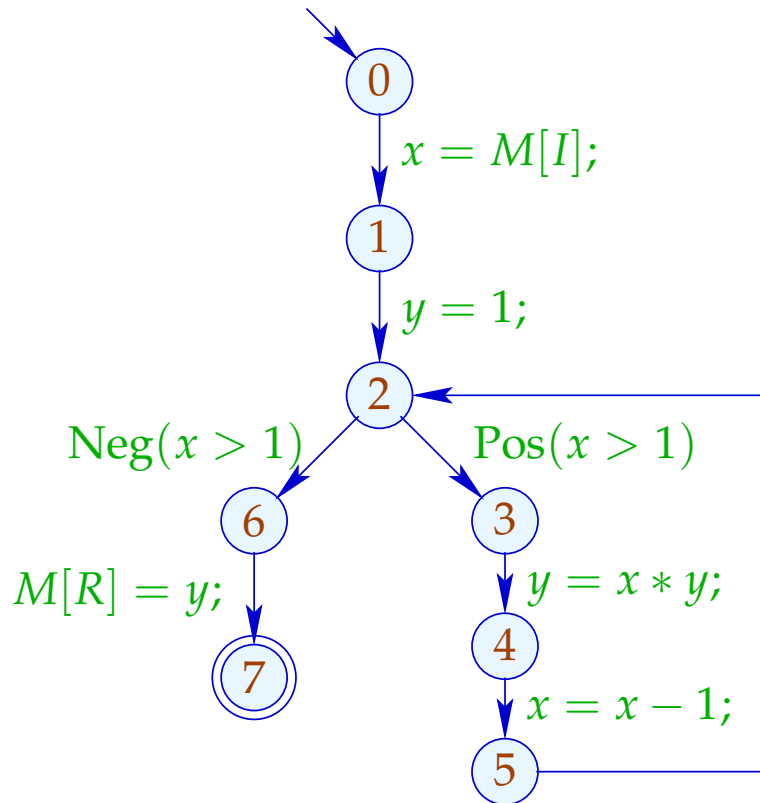 0
x = M[I];
1
y = 1;
2
Neg(x > 1)
Pos(x > 1)
6
3
M[R] = y;
y = x ∗ y;
4
7
x = x − 1;
5